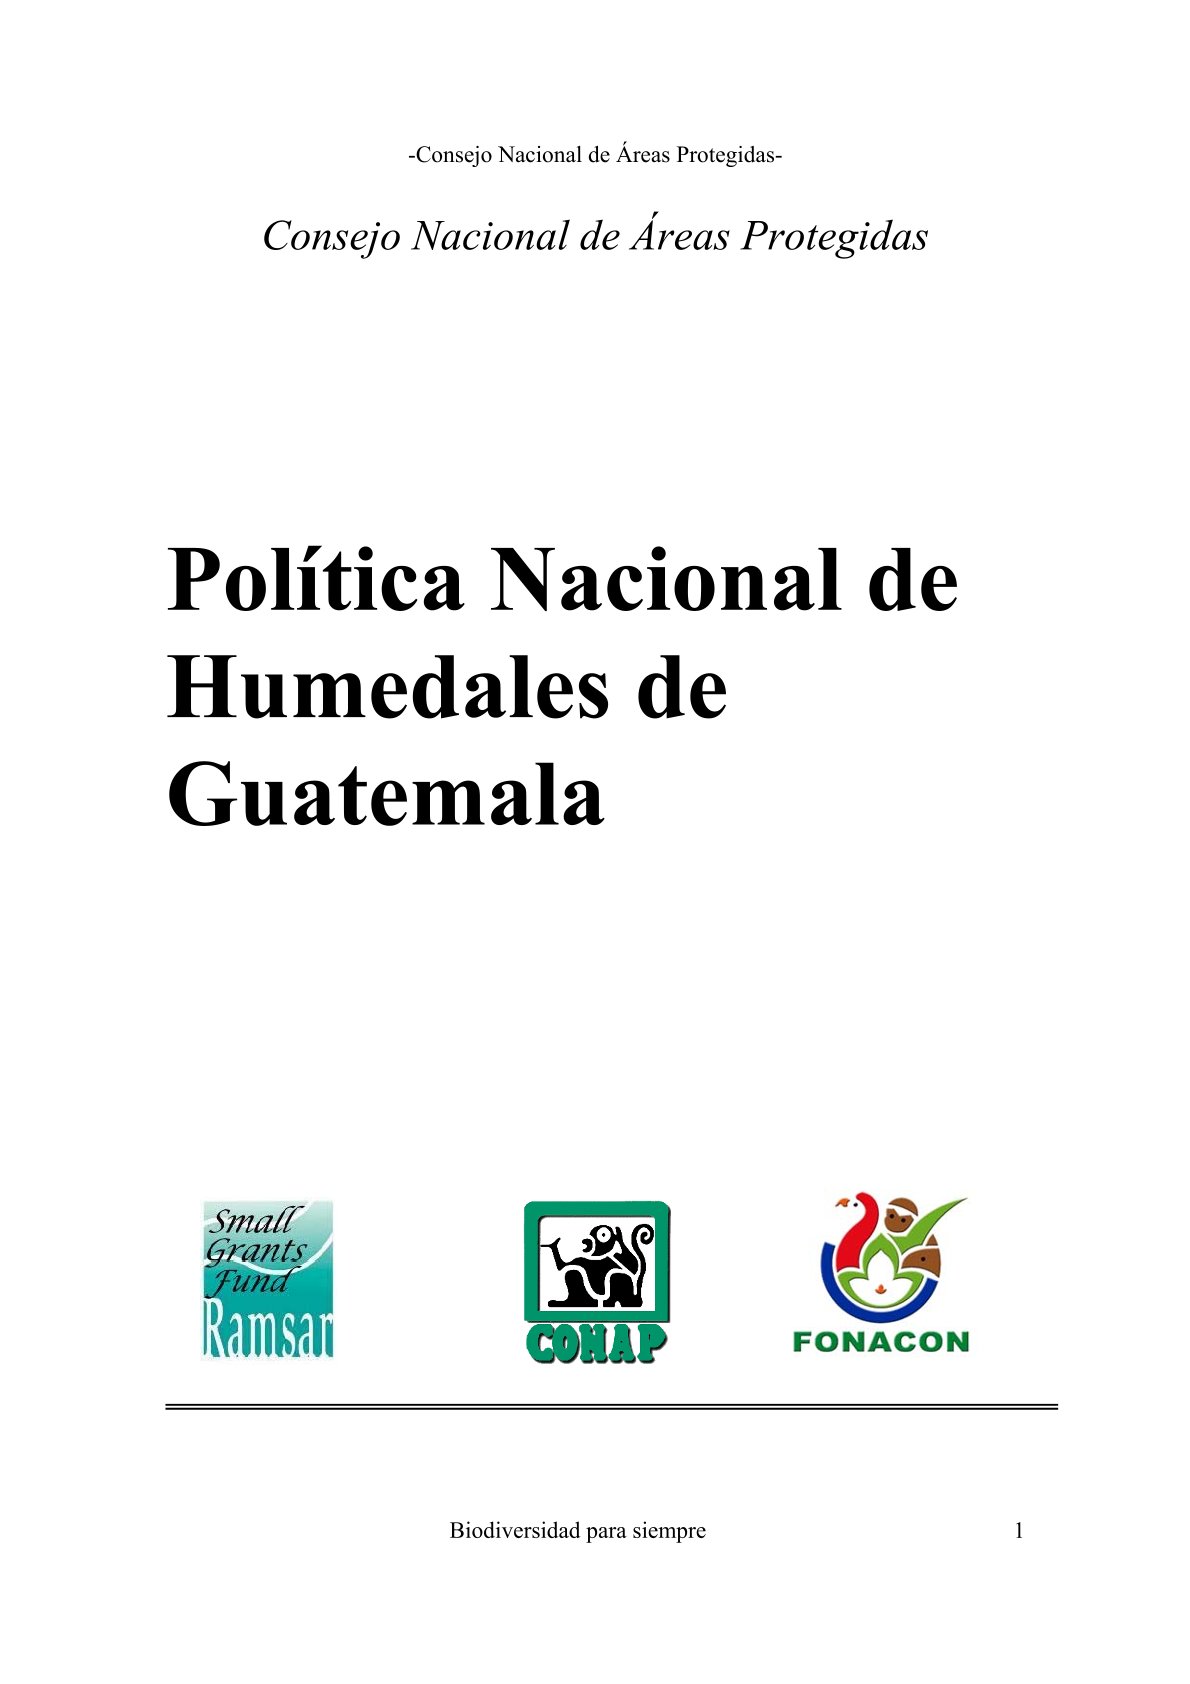 -Consejo Nacional de Áreas Protegidas-
Consejo Nacional de Áreas Protegidas
Política Nacional de
Humedales de
Guatemala
Small
Grants
Fund
Ramsar
CONAP
FONACON
Biodiversidad para siempre 1